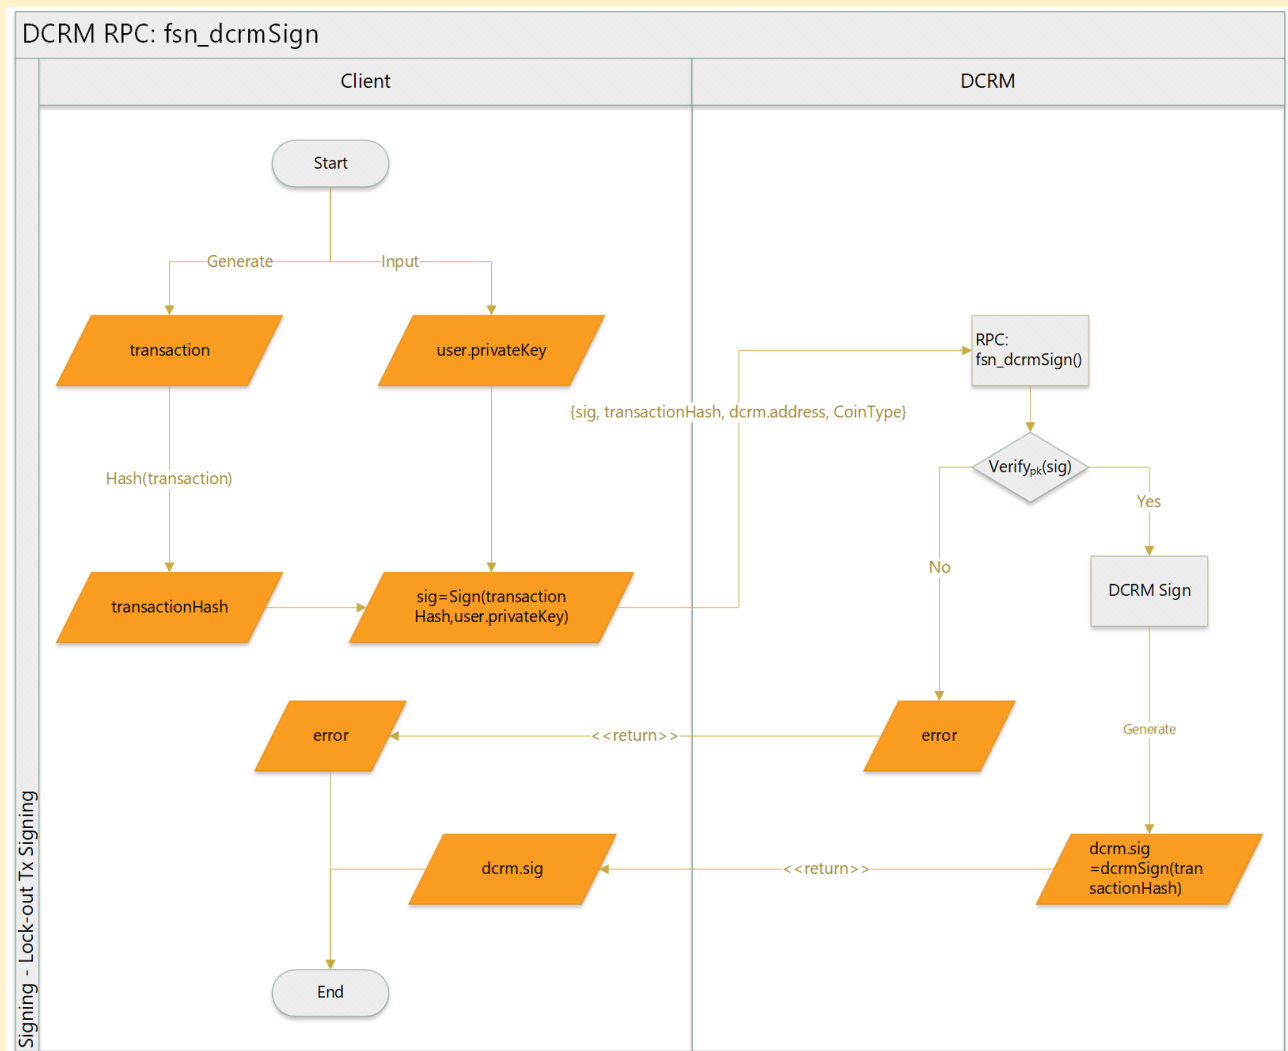 DCRM RPC: fsn_dcrmSign
Client
DCRM
Start
Generate
Input
transaction
user.privateKey
RPC:
fsn_dcrmSign()
{sig, transactionHash, dcrm.address, CoinType}
Verifypk(sig)
Hash(transaction)
Yes
No
transactionHash
sig=Sign(transaction
Hash,user.privateKey)
DCRM Sign
error
<<return>>
error
Generate
dcrm.sig
<<return>>
dcrm.sig
=dcrmSign(tran
sactionHash)
End
Signing - Lock-out Tx Signing